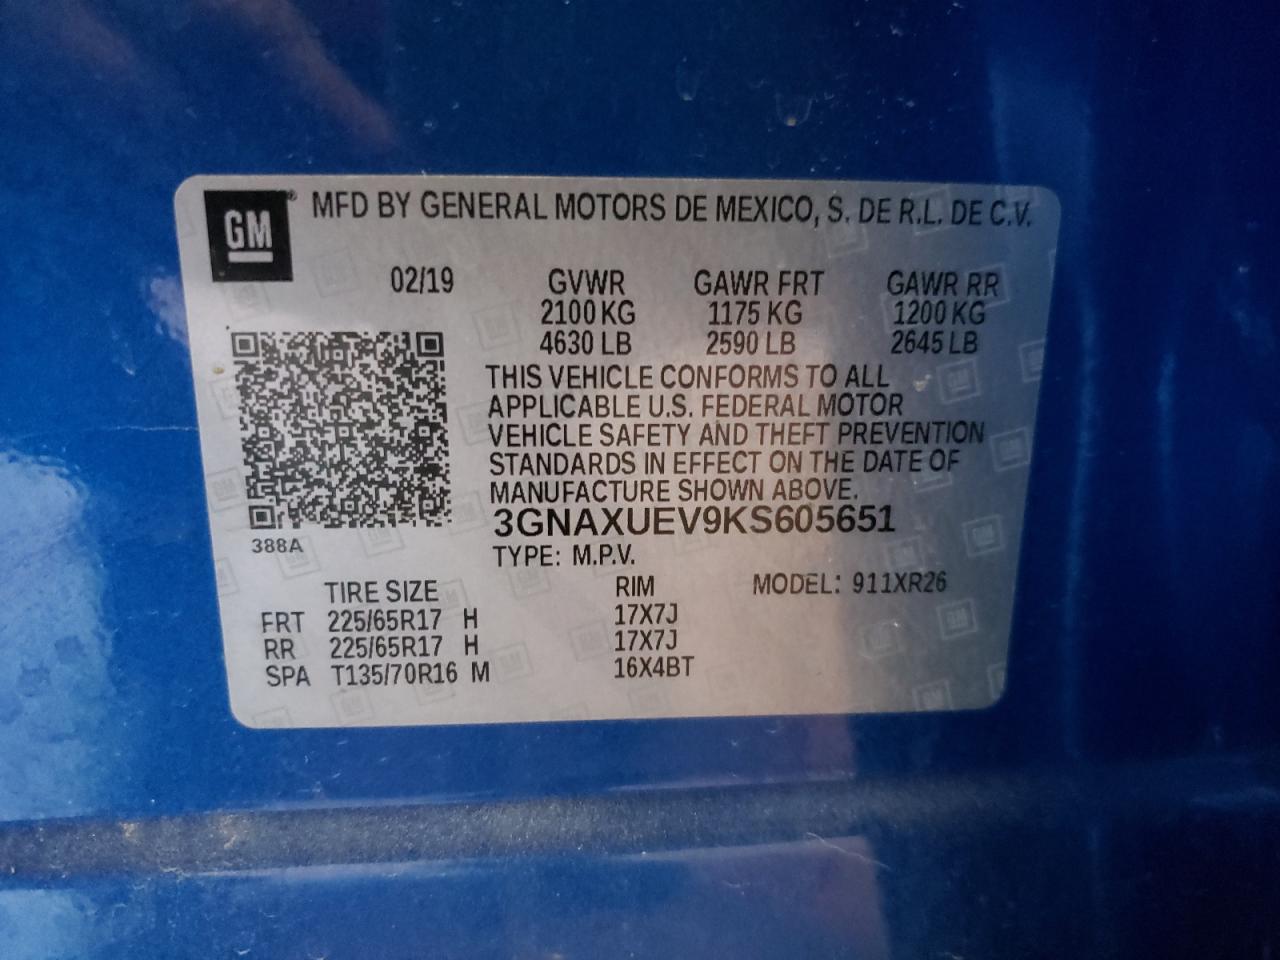 GM® MFD BY GENERAL MOTORS DE MEXICO, S. DE R.L. DE C.V.
02/19 GVWR GAWR FRT GAWR RR
2100 KG 1175 KG 1200 KG
4630 LB 2590 LB 2645 LB
THIS VEHICLE CONFORMS TO ALL
APPLICABLE U.S. FEDERAL MOTOR
VEHICLE SAFETY AND THEFT PREVENTION
STANDARDS IN EFFECT ON THE DATE OF
MANUFACTURE SHOWN ABOVE.
3GNAXUEV9KS605651
388A
TYPE: M.P.V.
TIRE SIZE RIM MODEL: 911XR26
FRT 225/65R17 H 17X7J
RR 225/65R17 H 17X7J
SPA T135/70R16 M 16X4BT